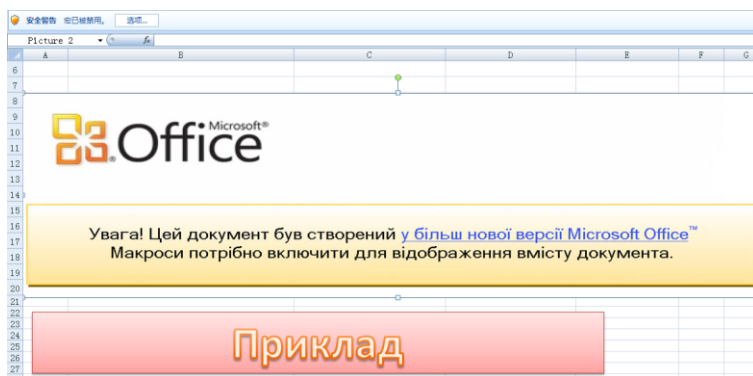 安全警告 宏已被禁用。 选项...
Picture 2 fx
A B C D E F G
6
7
8
9
10
11
12
13
14
15
16
17
18
19
20
21
22
23
24
25
26
27
Microsoft®
Office
Увага! Цей документ був створений у більш нової версії Microsoft Office™
Макроси потрібно включити для відображення вмісту документа.
Приклад